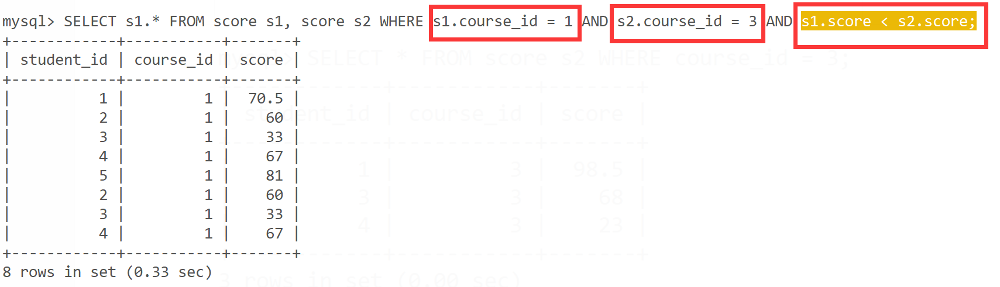 mysql> SELECT s1.* FROM score s1, score s2 WHERE s1.course_id = 1 AND s2.course_id = 3 AND s1.score < s2.score;
+------------+-----------+-------+
| student_id | course_id | score |
+------------+-----------+-------+
|          1 |         1 |  70.5 |
|          2 |         1 |    60 |
|          3 |         1 |    33 |
|          4 |         1 |    67 |
|          5 |         1 |    81 |
|          2 |         1 |    60 |
|          3 |         1 |    33 |
|          4 |         1 |    67 |
+------------+-----------+-------+
8 rows in set (0.33 sec)
mysql> SELECT * FROM score s2 WHERE course_id = 3;
+------------+-----------+-------+
| student_id | course_id | score |
+------------+-----------+-------+
|          1 |         3 |  98.5 |
|          3 |         3 |    68 |
|          4 |         3 |    23 |
+------------+-----------+-------+
3 rows in set (0.00 sec)